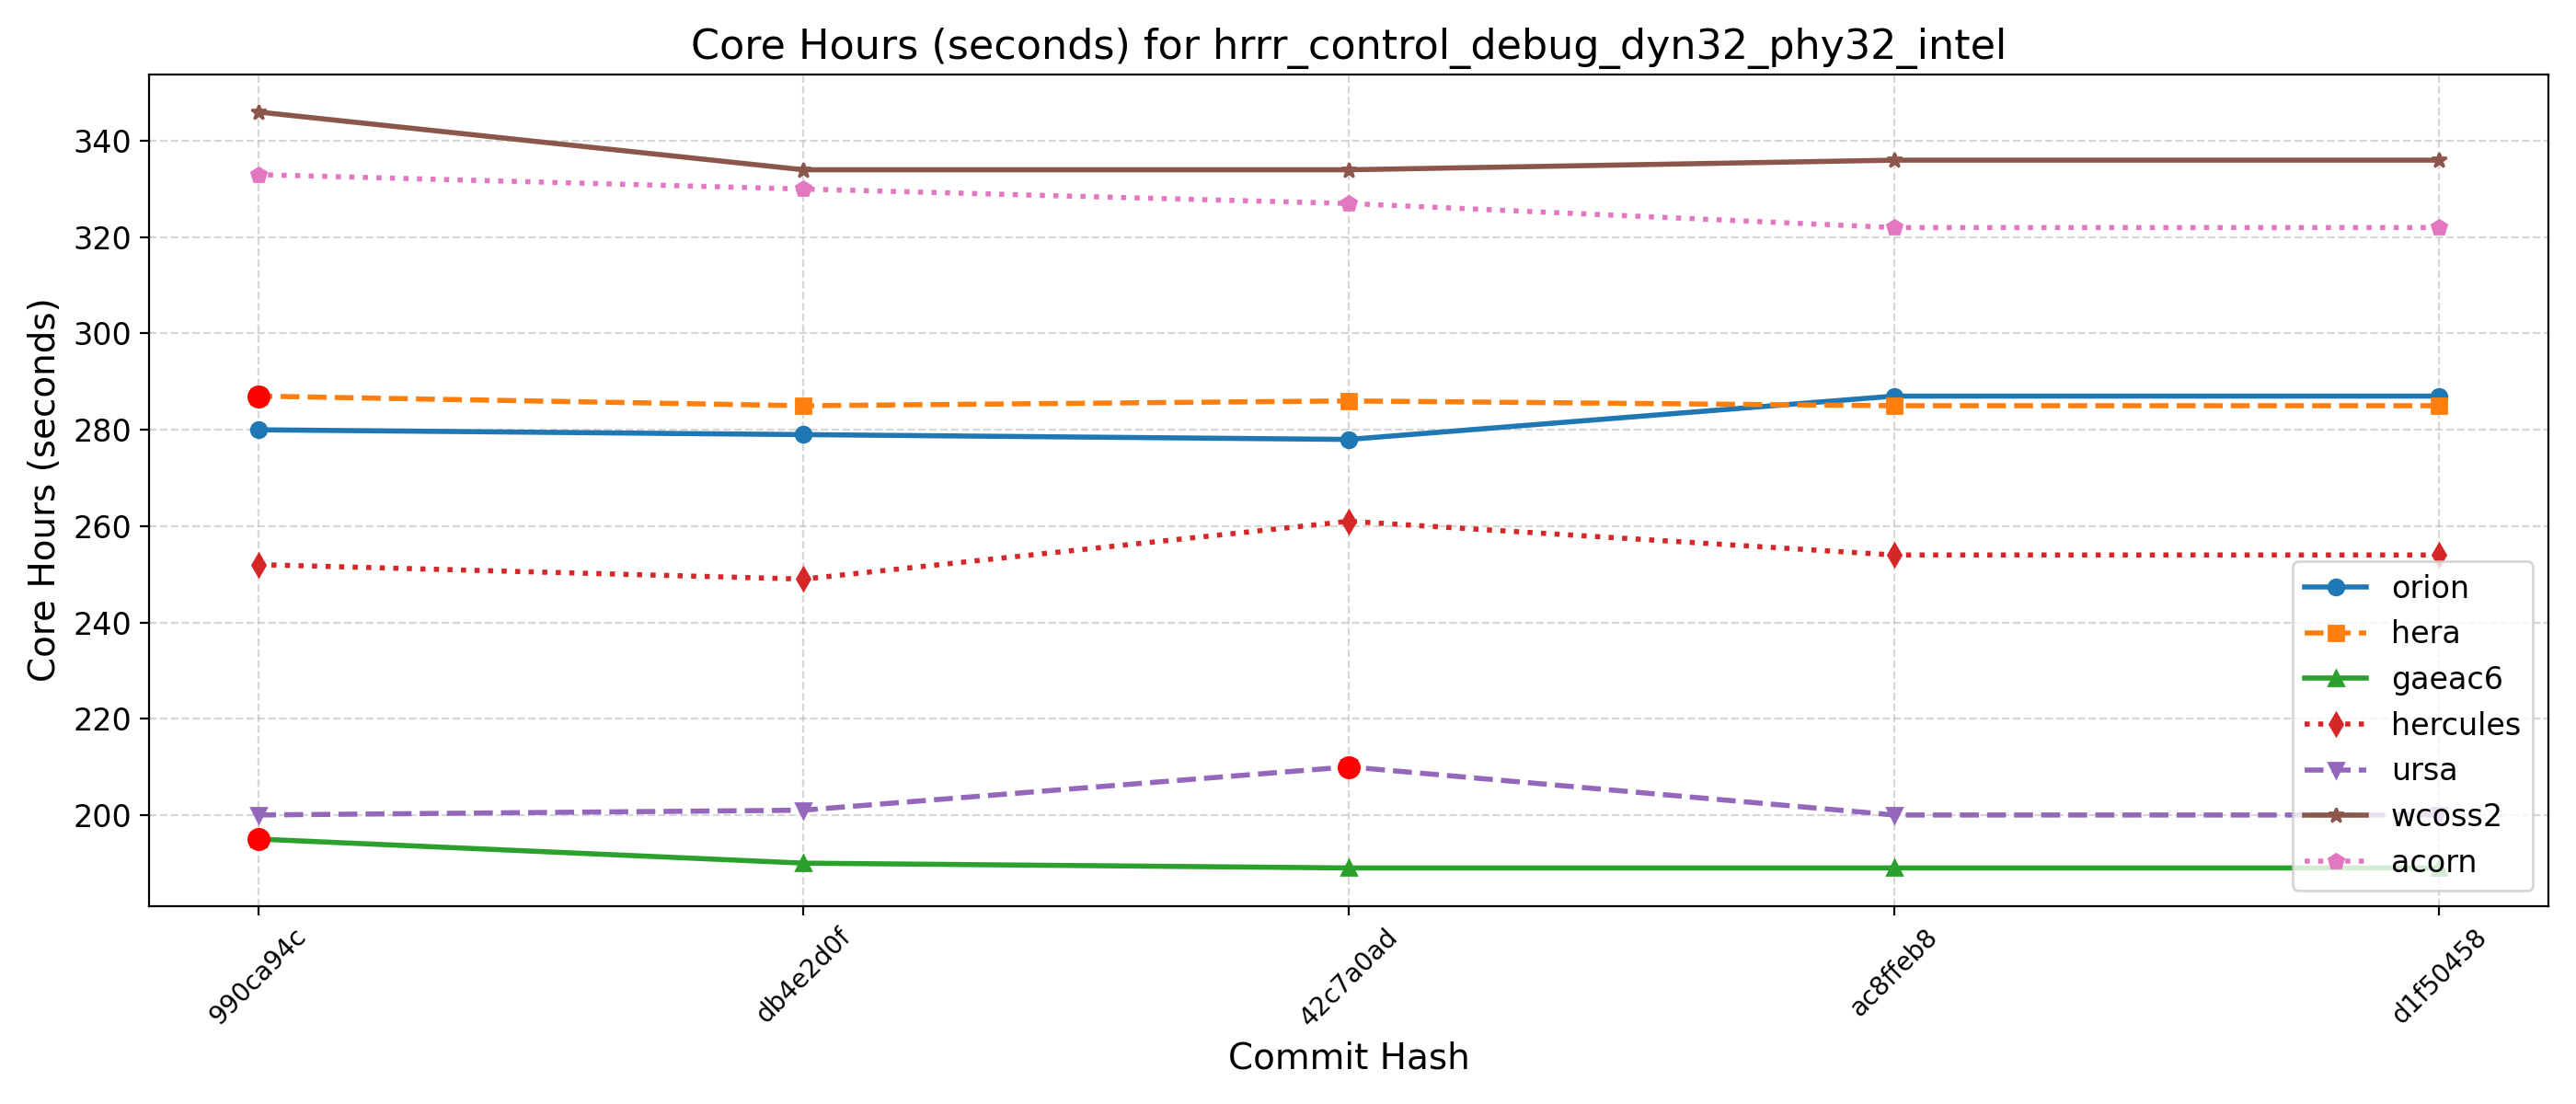 Core Hours (seconds) for hrrr_control_debug_dyn32_phy32_intel
Core Hours (seconds)
340
320
300
280
260
240
220
200
orion
hera
gaeac6
hercules
ursa
wcoss2
acorn
990ca94c
db4e2d0f
42c7a0ad
ac8ffeb8
d1f50458
Commit Hash